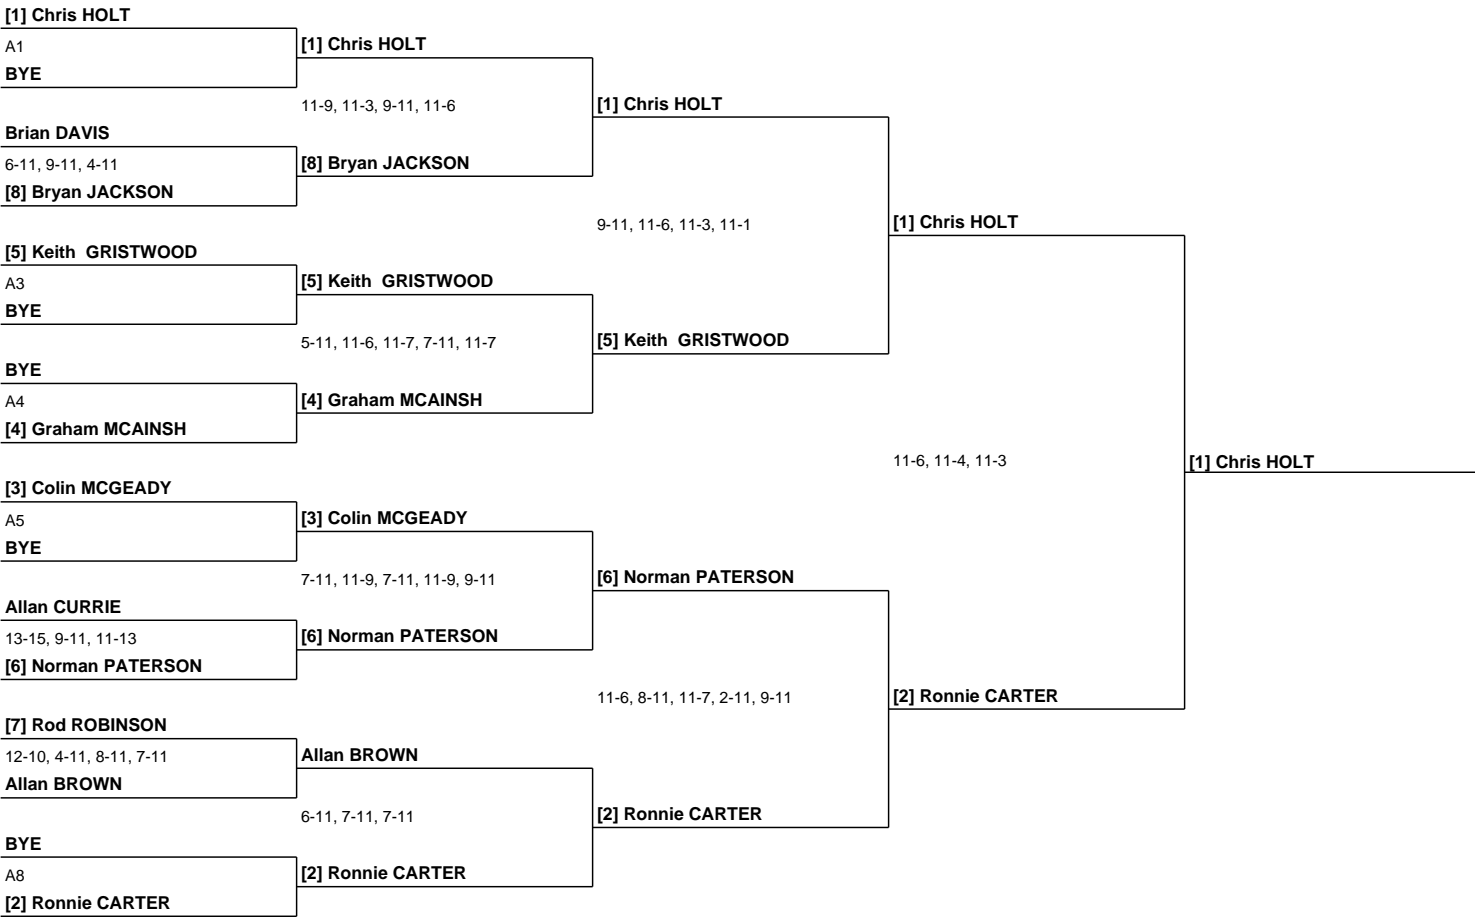 [1] Chris HOLT
A1
BYE
Brian DAVIS
6-11, 9-11, 4-11
[8] Bryan JACKSON
[5] Keith  GRISTWOOD
A3
BYE
BYE
A4
[4] Graham MCAINSH
[3] Colin MCGEADY
A5
BYE
Allan CURRIE
13-15, 9-11, 11-13
[6] Norman PATERSON
[7] Rod ROBINSON
12-10, 4-11, 8-11, 7-11
Allan BROWN
BYE
A8
[2] Ronnie CARTER
[1] Chris HOLT
11-9, 11-3, 9-11, 11-6
[8] Bryan JACKSON
[5] Keith  GRISTWOOD
5-11, 11-6, 11-7, 7-11, 11-7
[4] Graham MCAINSH
[3] Colin MCGEADY
7-11, 11-9, 7-11, 11-9, 9-11
[6] Norman PATERSON
Allan BROWN
6-11, 7-11, 7-11
[2] Ronnie CARTER
[1] Chris HOLT
9-11, 11-6, 11-3, 11-1
[5] Keith  GRISTWOOD
[6] Norman PATERSON
11-6, 8-11, 11-7, 2-11, 9-11
[2] Ronnie CARTER
[1] Chris HOLT
11-6, 11-4, 11-3
[2] Ronnie CARTER
[1] Chris HOLT